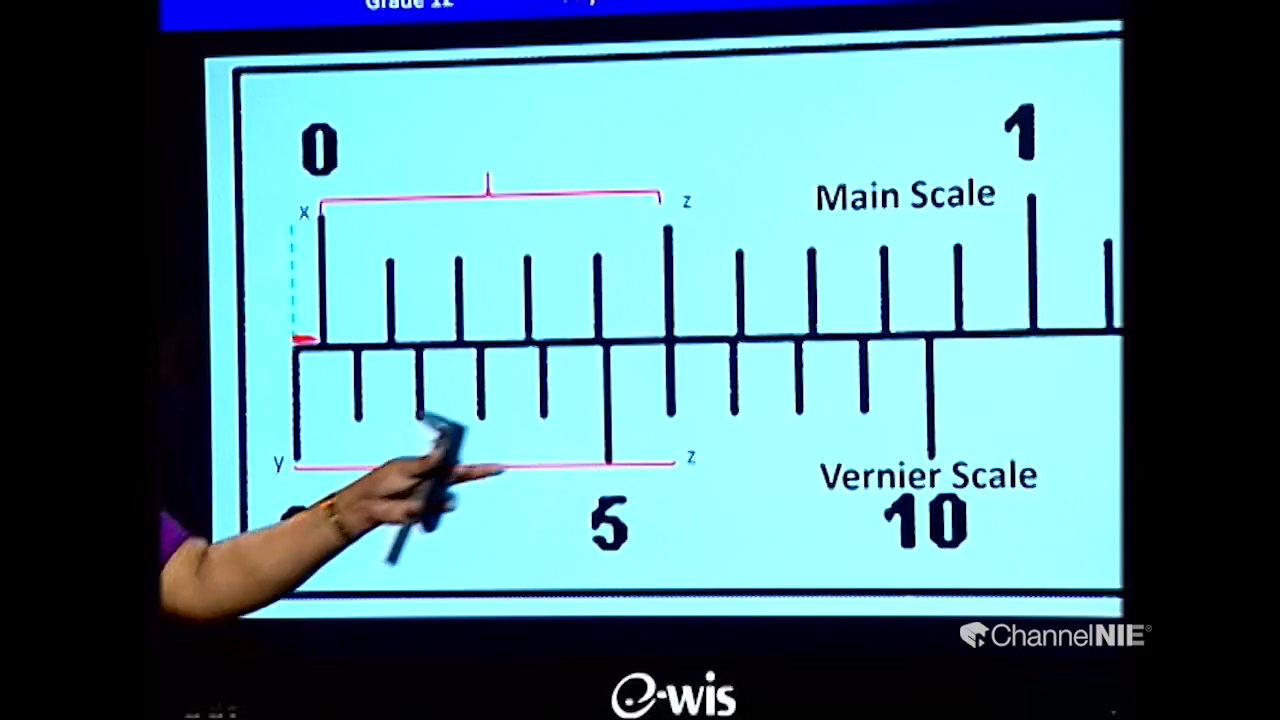 Grade 12
0
1
x
z
Main Scale
y
z
Vernier Scale
5
10
ChannelNIE®
e-wis